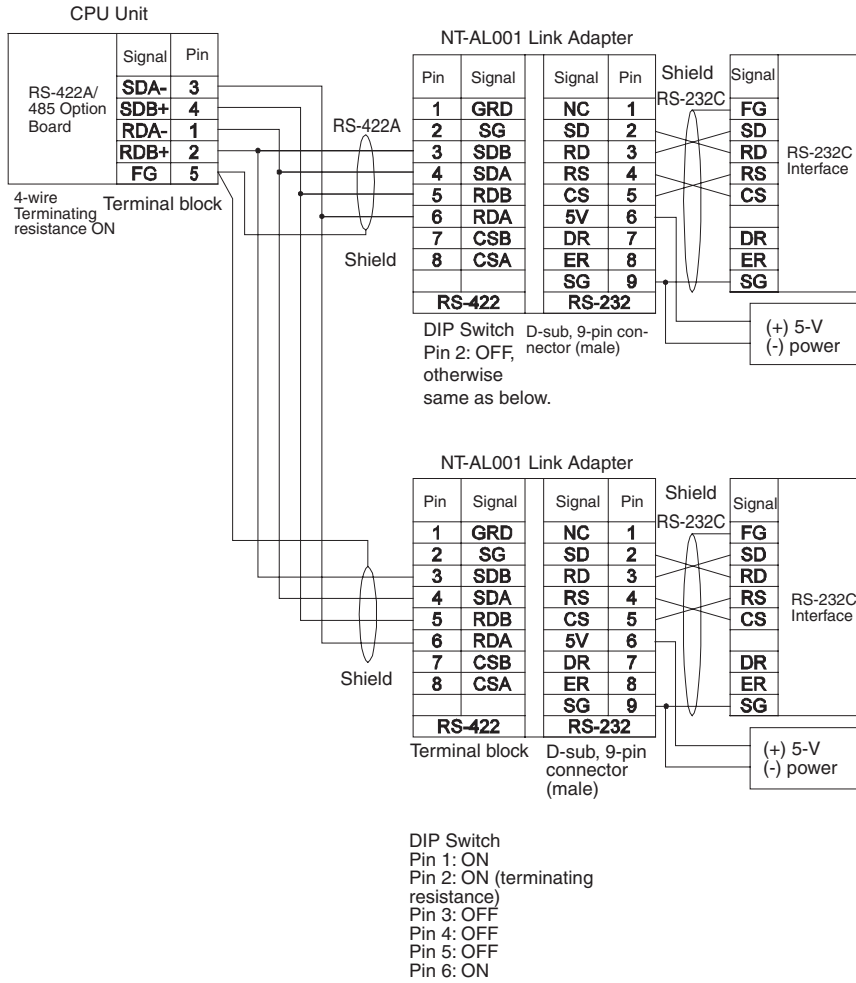 CPU Unit
Signal Pin
RS-422A/
485 Option
Board
SDA- 3
SDB+ 4
RDA- 1
RDB+ 2
FG 5
4-wire
Terminating
resistance ON
Terminal block
RS-422A
Shield
NT-AL001 Link Adapter
Pin Signal Signal Pin
1 GRD NC 1
2 SG SD 2
3 SDB RD 3
4 SDA RS 4
5 RDB CS 5
6 RDA 5V 6
7 CSB DR 7
8 CSA ER 8
SG 9
RS-422 RS-232
Shield
RS-232C
Signal
FG
SD
RD
RS
CS
DR
ER
SG
RS-232C
Interface
(+) 5-V
(-) power
DIP Switch
Pin 2: OFF,
otherwise
same as below.
D-sub, 9-pin con-
nector (male)
NT-AL001 Link Adapter
Pin Signal Signal Pin
1 GRD NC 1
2 SG SD 2
3 SDB RD 3
4 SDA RS 4
5 RDB CS 5
6 RDA 5V 6
7 CSB DR 7
8 CSA ER 8
SG 9
RS-422 RS-232
Shield
Shield
RS-232C
Signal
FG
SD
RD
RS
CS
DR
ER
SG
RS-232C
Interface
(+) 5-V
(-) power
Terminal block
D-sub, 9-pin
connector
(male)
DIP Switch
Pin 1: ON
Pin 2: ON (terminating
resistance)
Pin 3: OFF
Pin 4: OFF
Pin 5: OFF
Pin 6: ON